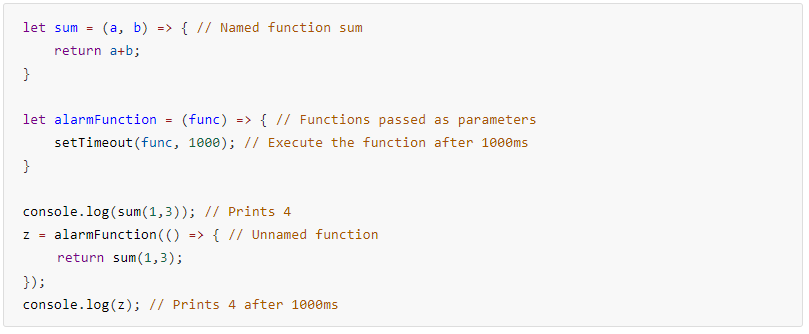 let sum = (a, b) => { // Named function sum
    return a+b;
}

let alarmFunction = (func) => { // Functions passed as parameters
    setTimeout(func, 1000); // Execute the function after 1000ms
}

console.log(sum(1,3)); // Prints 4
z = alarmFunction(() => { // Unnamed function
    return sum(1,3);
});
console.log(z); // Prints 4 after 1000ms